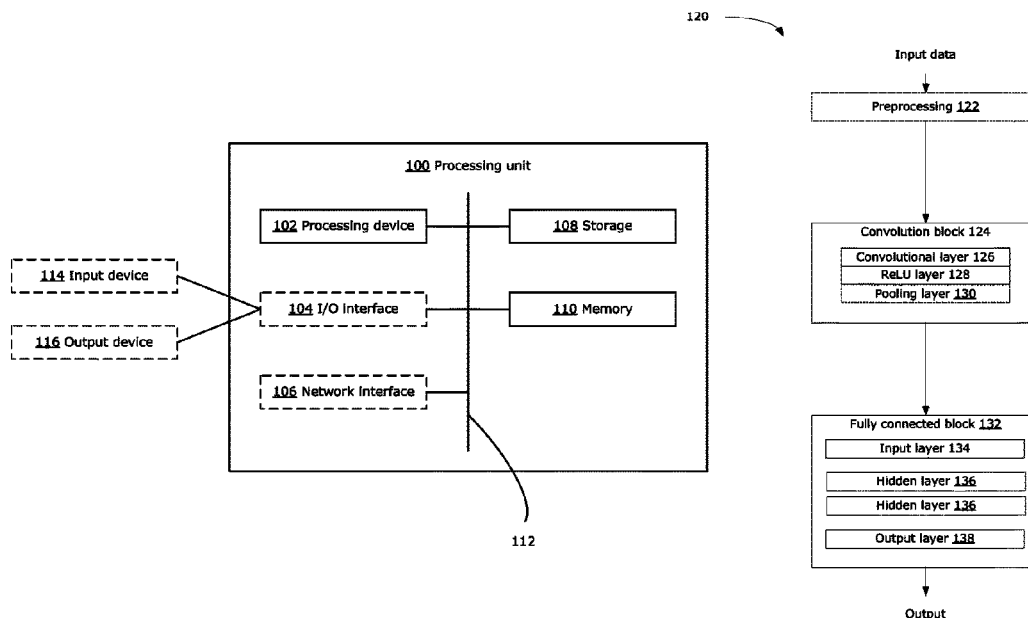 120
Input data
Preprocessing 122
100 Processing unit
102 Processing device
108 Storage
114 Input device
104 I/O interface
110 Memory
116 Output device
106 Network interface
112
Convolution block 124
Convolutional layer 126
ReLU layer 128
Pooling layer 130
Fully connected block 132
Input layer 134
Hidden layer 136
Hidden layer 136
Output layer 138
Output